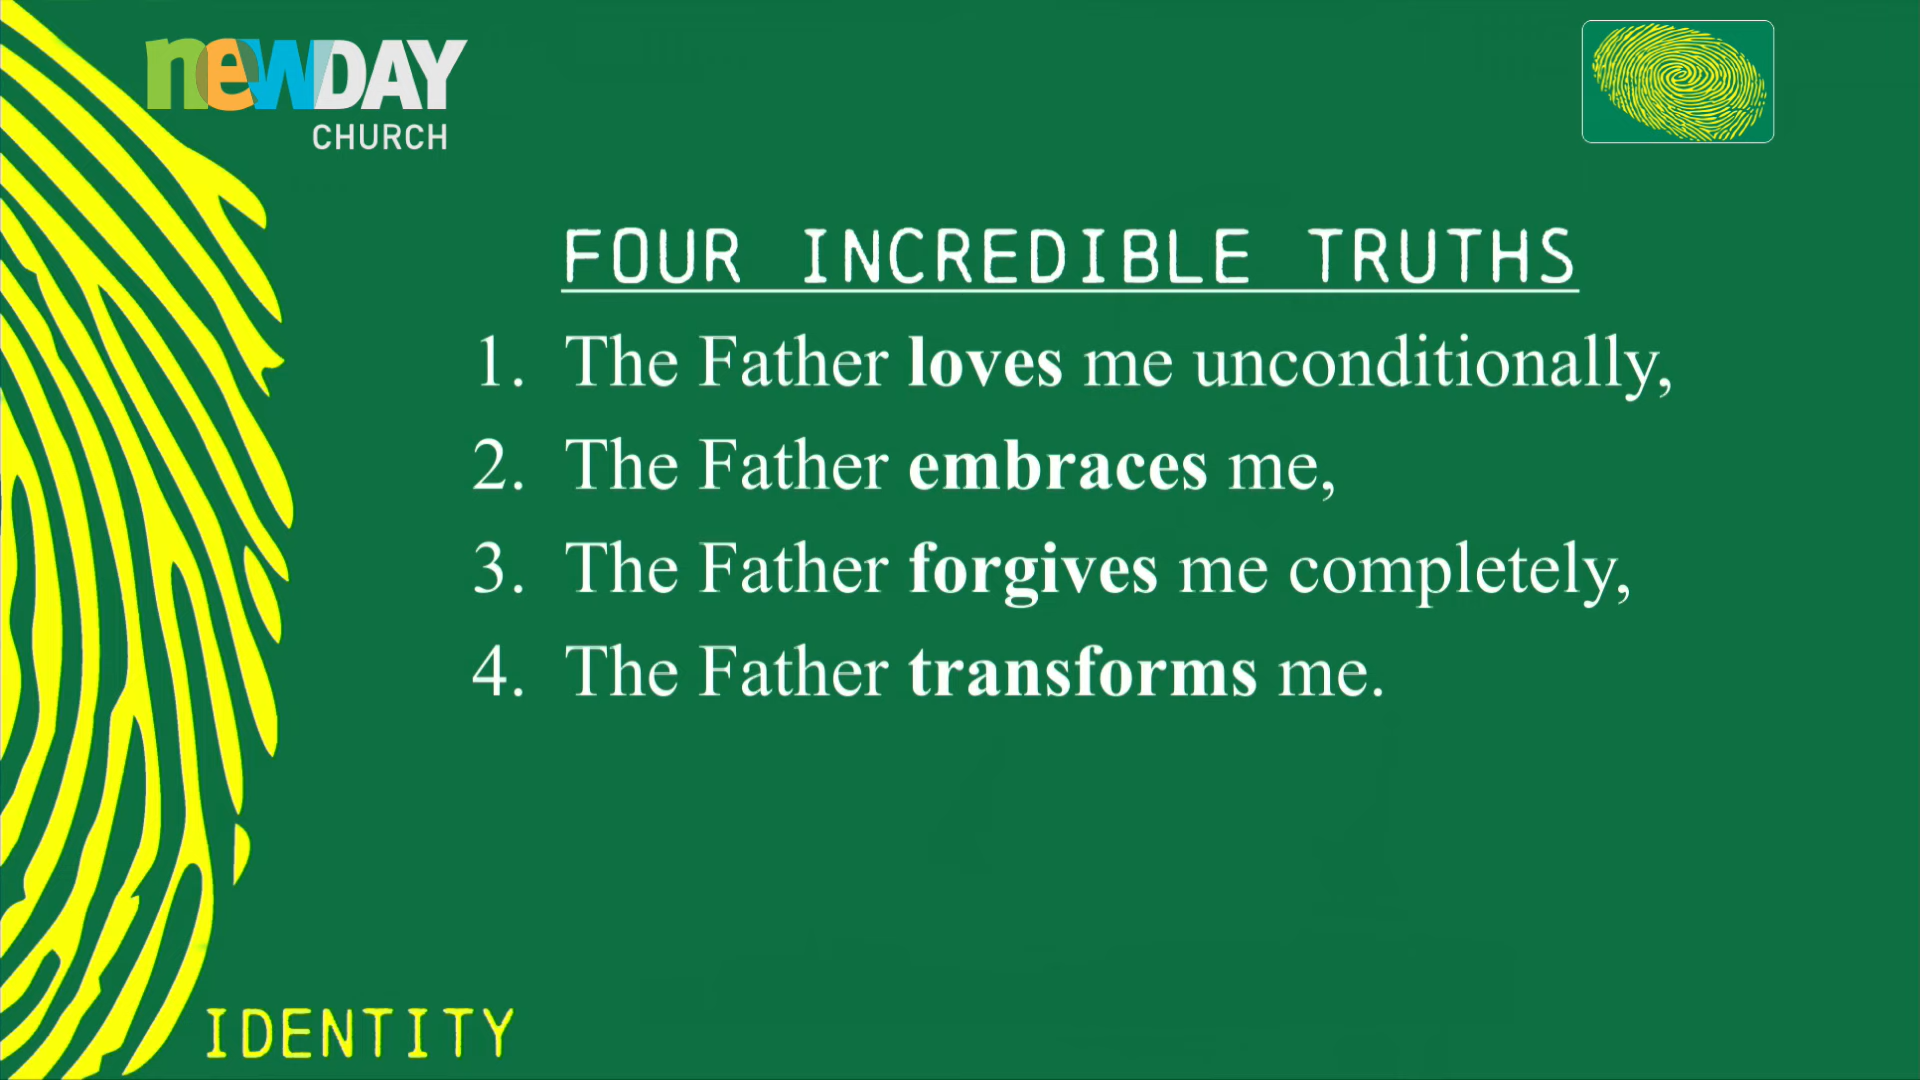 newDAY
CHURCH
FOUR INCREDIBLE TRUTHS
1. The Father loves me unconditionally,
2. The Father embraces me,
3. The Father forgives me completely,
4. The Father transforms me.
IDENTITY